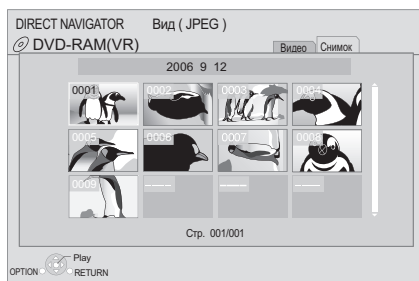 DIRECT NAVIGATOR Вид ( JPEG )
DVD-RAM(VR)
Видео Снимок
2006 9 12
0001 0002 0003 0004
0005 0006 0007 0008
0009 ---- ---- ----
Стр. 001/001
Play
OPTION RETURN